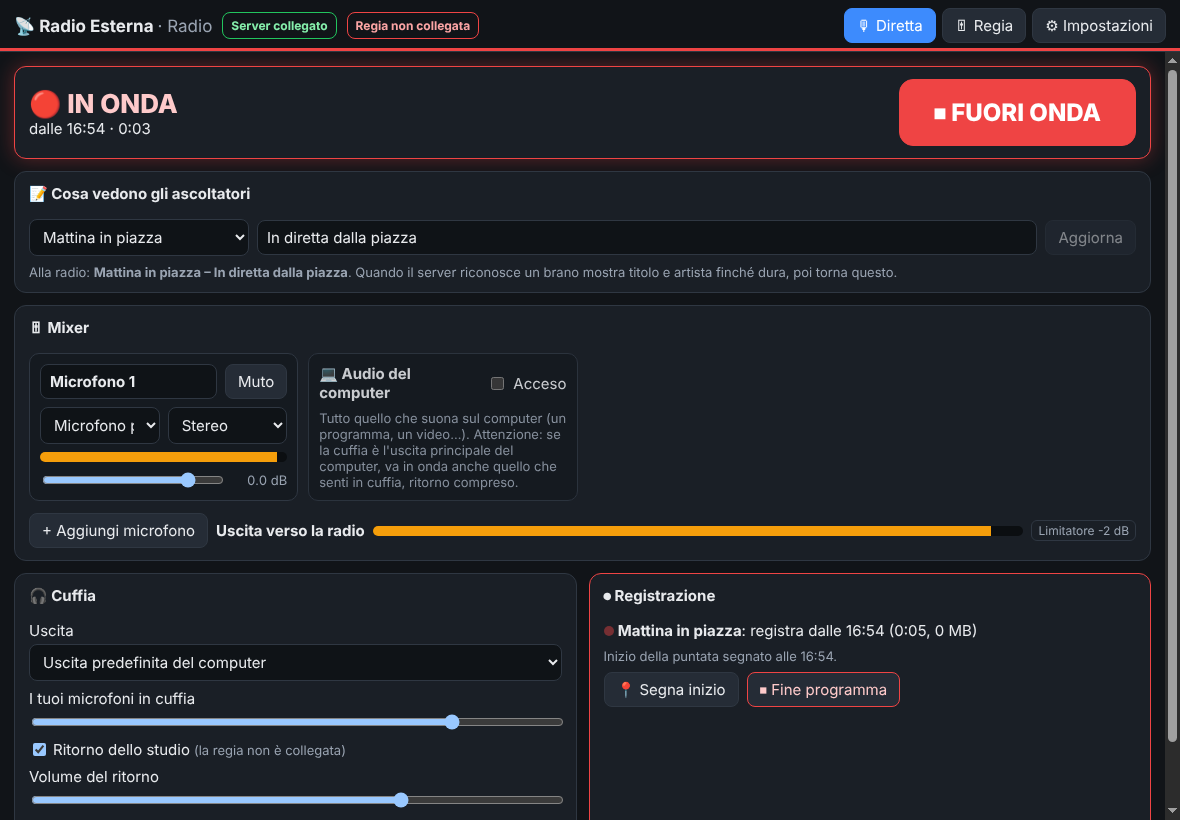 Radio Esterna · Radio
Server collegato
Regia non collegata
Diretta
Regia
Impostazioni
IN ONDA
dalle 16:54 · 0:03
FUORI ONDA
Cosa vedono gli ascoltatori
Mattina in piazza
In diretta dalla piazza
Aggiorna
Alla radio: Mattina in piazza – In diretta dalla piazza. Quando il server riconosce un brano mostra titolo e artista finché dura, poi torna questo.
Mixer
Microfono 1
Muto
Microfono p
Stereo
0.0 dB
Audio del
computer
Acceso
Tutto quello che suona sul computer (un
programma, un video...). Attenzione: se
la cuffia è l'uscita principale del
computer, va in onda anche quello che
senti in cuffia, ritorno compreso.
+ Aggiungi microfono
Uscita verso la radio
Limitatore -2 dB
Cuffia
Uscita
Uscita predefinita del computer
I tuoi microfoni in cuffia
Ritorno dello studio (la regia non è collegata)
Volume del ritorno
Registrazione
Mattina in piazza: registra dalle 16:54 (0:05, 0 MB)
Inizio della puntata segnato alle 16:54.
Segna inizio
Fine programma